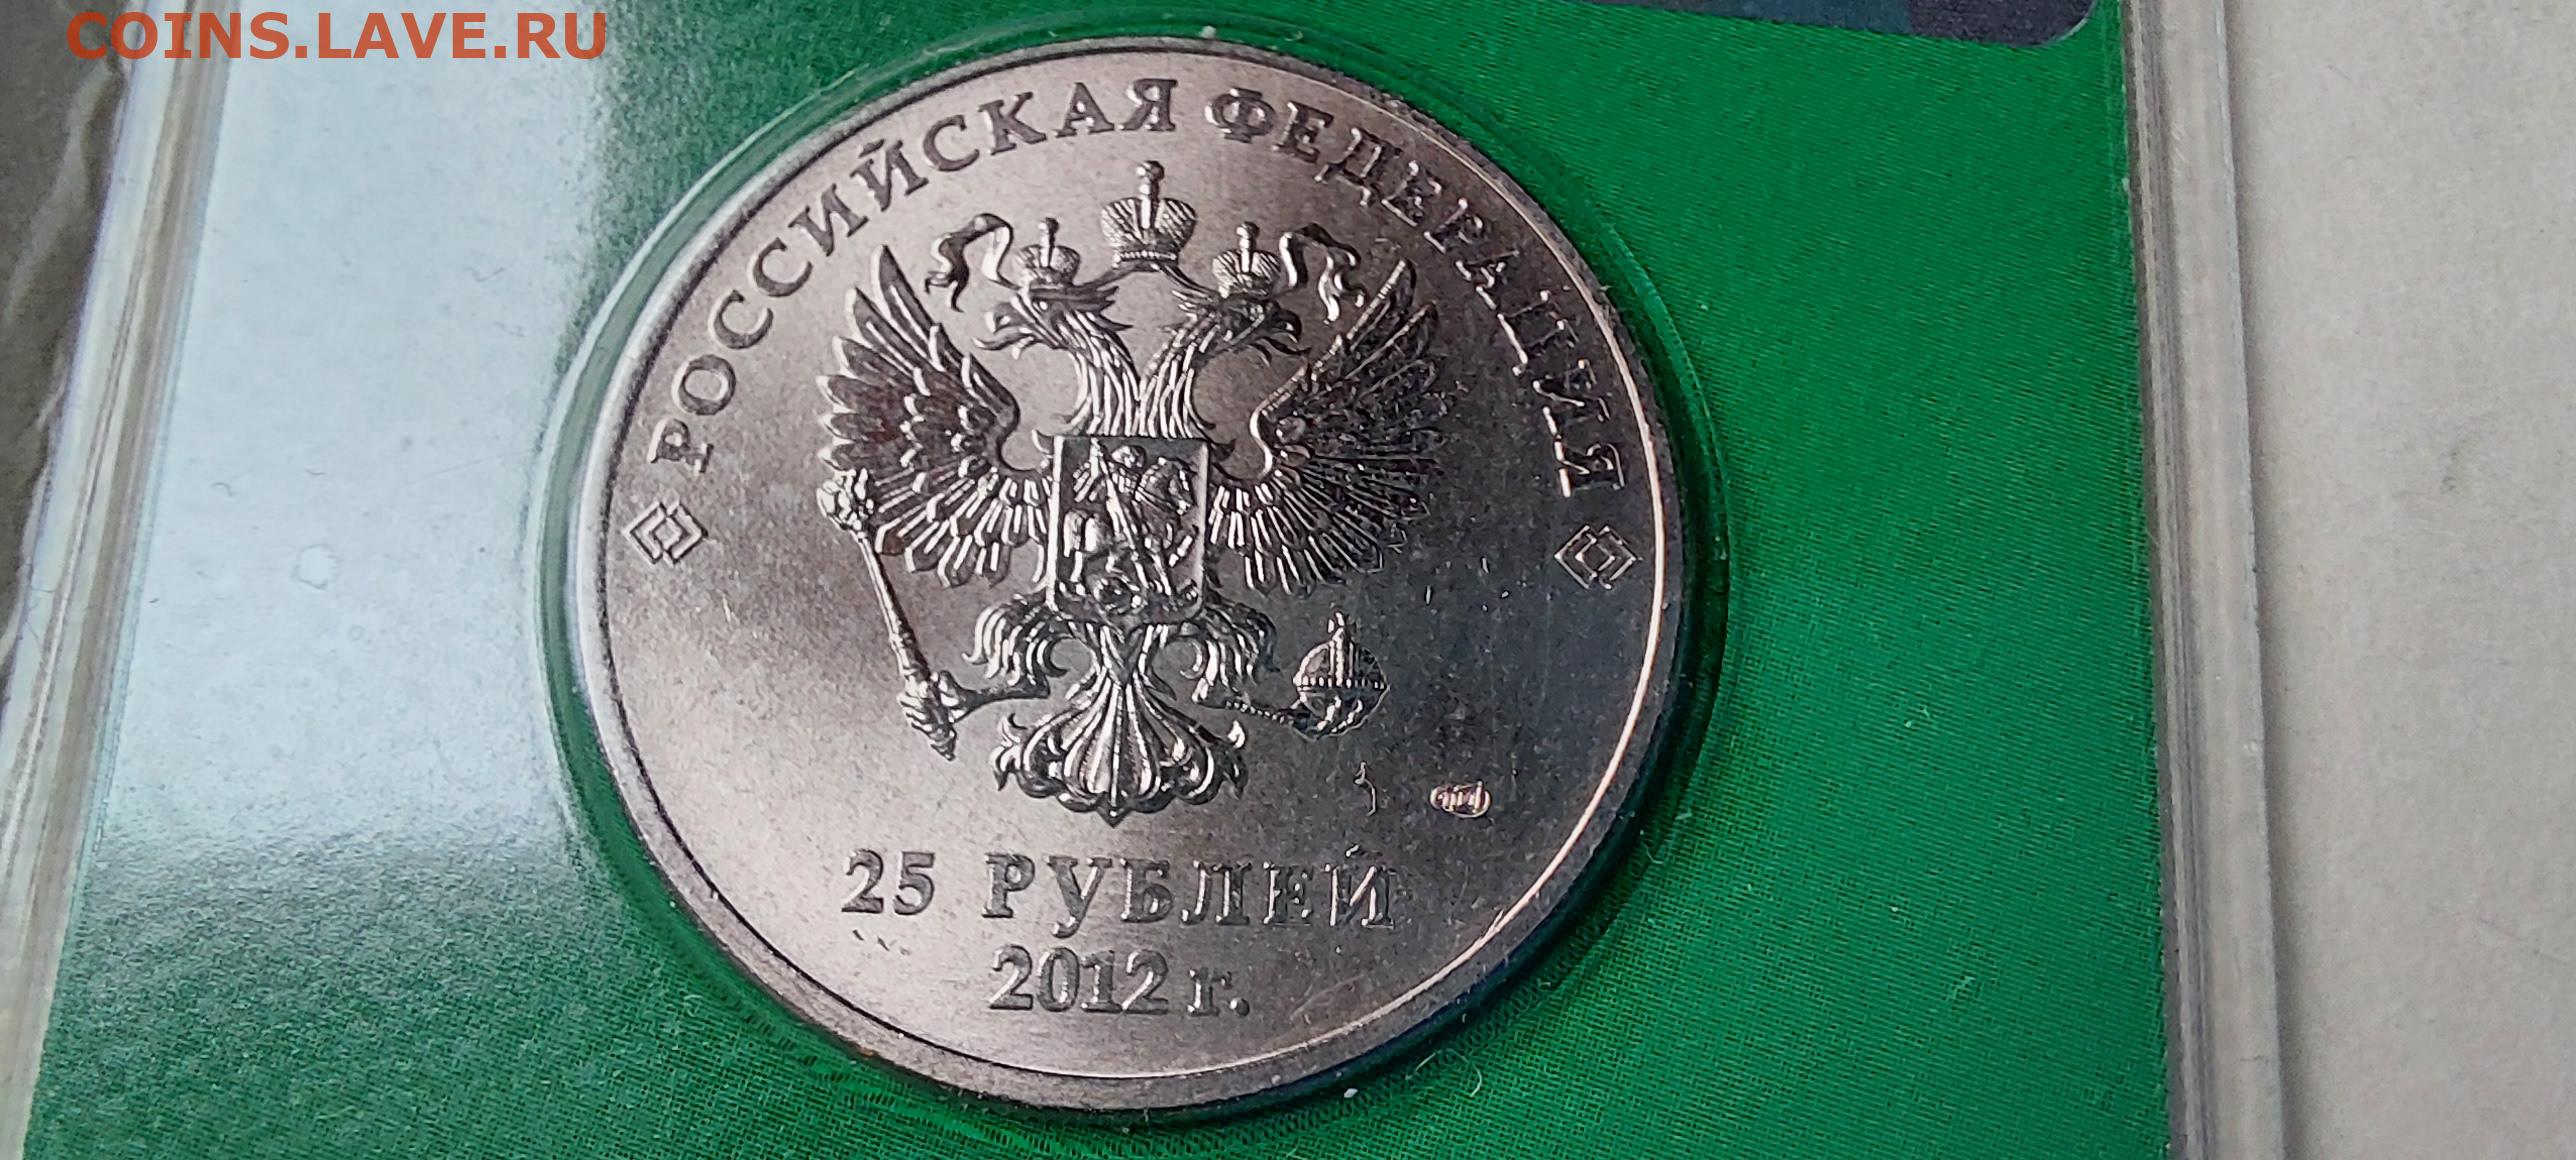 COINS.LAVE.RU
РОССИЙСКАЯ ФЕДЕРАЦИЯ
25 РУБЛЕЙ
2012 г.